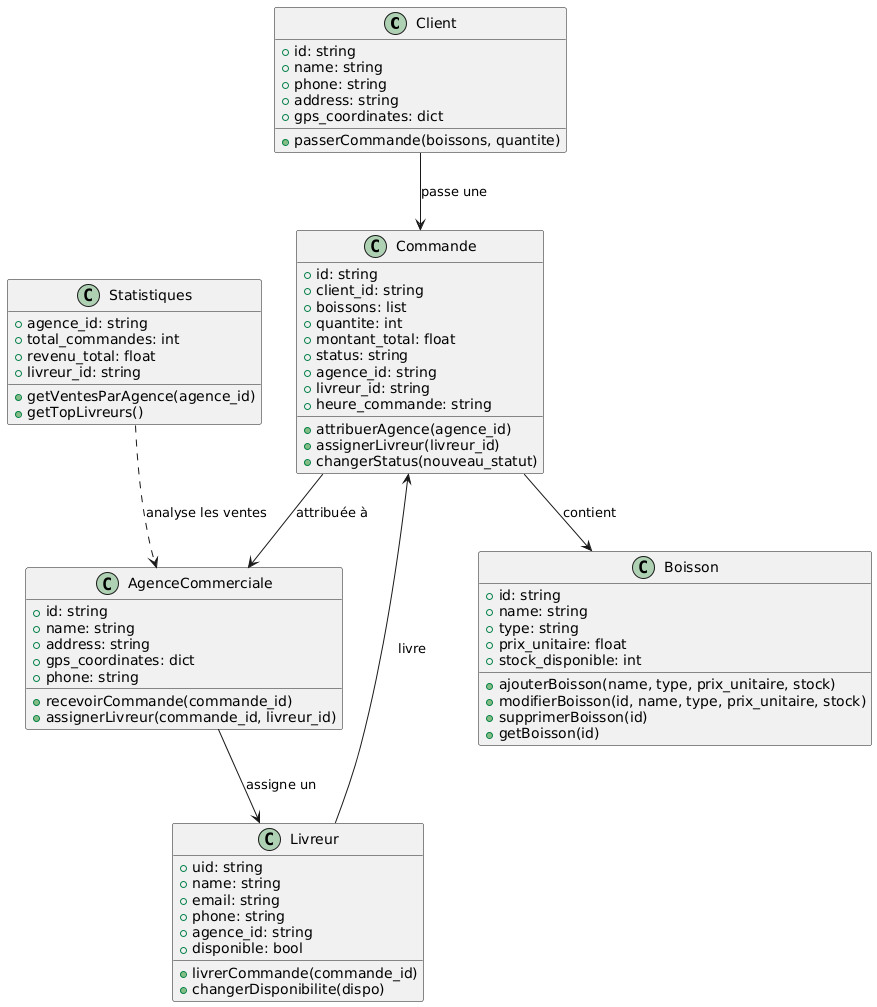 C Client
id: string
name: string
phone: string
address: string
gps_coordinates: dict
passerCommande(boissons, quantite)
passe une
C Commande
id: string
client_id: string
boissons: list
quantite: int
montant_total: float
status: string
agence_id: string
livreur_id: string
heure_commande: string
attribuerAgence(agence_id)
assignerLivreur(livreur_id)
changerStatus(nouveau_statut)
C Statistiques
agence_id: string
total_commandes: int
revenu_total: float
livreur_id: string
getVentesParAgence(agence_id)
getTopLivreurs()
analyse les ventes
attribuée à
contient
C AgenceCommerciale
id: string
name: string
address: string
gps_coordinates: dict
phone: string
recevoirCommande(commande_id)
assignerLivreur(commande_id, livreur_id)
livre
C Boisson
id: string
name: string
type: string
prix_unitaire: float
stock_disponible: int
ajouterBoisson(name, type, prix_unitaire, stock)
modifierBoisson(id, name, type, prix_unitaire, stock)
supprimerBoisson(id)
getBoisson(id)
assigne un
C Livreur
uid: string
name: string
email: string
phone: string
agence_id: string
disponible: bool
livrerCommande(commande_id)
changerDisponibilite(dispo)